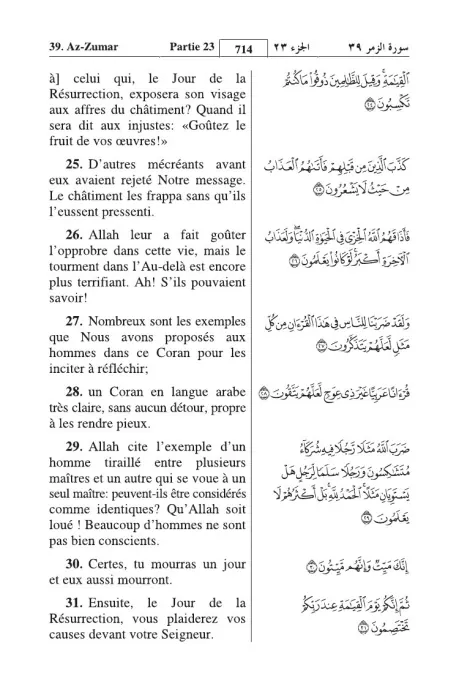 39. Az-Zumar Partie 23 714 الجزء ٢٣ سورة الزمر ٣٩
à] celui qui, le Jour de la
Résurrection, exposera son visage
aux affres du châtiment? Quand il
sera dit aux injustes: «Goûtez le
fruit de vos œuvres!»
25. D’autres mécréants avant
eux avaient rejeté Notre message.
Le châtiment les frappa sans qu’ils
l’eussent pressenti.
26. Allah leur a fait goûter
l’opprobre dans cette vie, mais le
tourment dans l’Au-delà est encore
plus terrifiant. Ah! S’ils pouvaient
savoir!
27. Nombreux sont les exemples
que Nous avons proposés aux
hommes dans ce Coran pour les
inciter à réfléchir;
28. un Coran en langue arabe
très claire, sans aucun détour, propre
à les rendre pieux.
29. Allah cite l’exemple d’un
homme tiraillé entre plusieurs
maîtres et un autre qui se voue à un
seul maître: peuvent-ils être considérés
comme identiques? Qu’Allah soit
loué ! Beaucoup d’hommes ne sont
pas bien conscients.
30. Certes, tu mourras un jour
et eux aussi mourront.
31. Ensuite, le Jour de la
Résurrection, vous plaiderez vos
causes devant votre Seigneur.
ٱلۡقِيَٰمَةِۚ وَقِيلَ لِلظَّٰلِمِينَ ذُوقُواْ مَا كُنتُمۡ
تَكۡسِبُونَ ٢٤
كَذَّبَ ٱلَّذِينَ مِن قَبۡلِهِمۡ فَأَتَىٰهُمُ ٱلۡعَذَابُ
مِنۡ حَيۡثُ لَا يَشۡعُرُونَ ٢٥
فَأَذَاقَهُمُ ٱللَّهُ ٱلۡخِزۡيَ فِي ٱلۡحَيَوٰةِ ٱلدُّنۡيَاۖ وَلَعَذَابُ
ٱلۡأٓخِرَةِ أَكۡبَرُۚ لَوۡ كَانُواْ يَعۡلَمُونَ ٢٦
وَلَقَدۡ ضَرَبۡنَا لِلنَّاسِ فِي هَٰذَا ٱلۡقُرۡءَانِ مِن كُلِّ
مَثَلٖ لَّعَلَّهُمۡ يَتَذَكَّرُونَ ٢٧
قُرۡءَانًا عَرَبِيًّا غَيۡرَ ذِي عِوَجٖ لَّعَلَّهُمۡ يَتَّقُونَ ٢٨
ضَرَبَ ٱللَّهُ مَثَلٗا رَّجُلٗا فِيهِ شُرَكَآءُ
مُتَشَٰكِسُونَ وَرَجُلٗا سَلَمٗا لِّرَجُلٍ هَلۡ
يَسۡتَوِيَانِ مَثَلًاۚ ٱلۡحَمۡدُ لِلَّهِۚ بَلۡ أَكۡثَرُهُمۡ لَا
يَعۡلَمُونَ ٢٩
إِنَّكَ مَيِّتٞ وَإِنَّهُم مَّيِّتُونَ ٣٠
ثُمَّ إِنَّكُمۡ يَوۡمَ ٱلۡقِيَٰمَةِ عِندَ رَبِّكُمۡ
تَخۡتَصِمُونَ ٣١